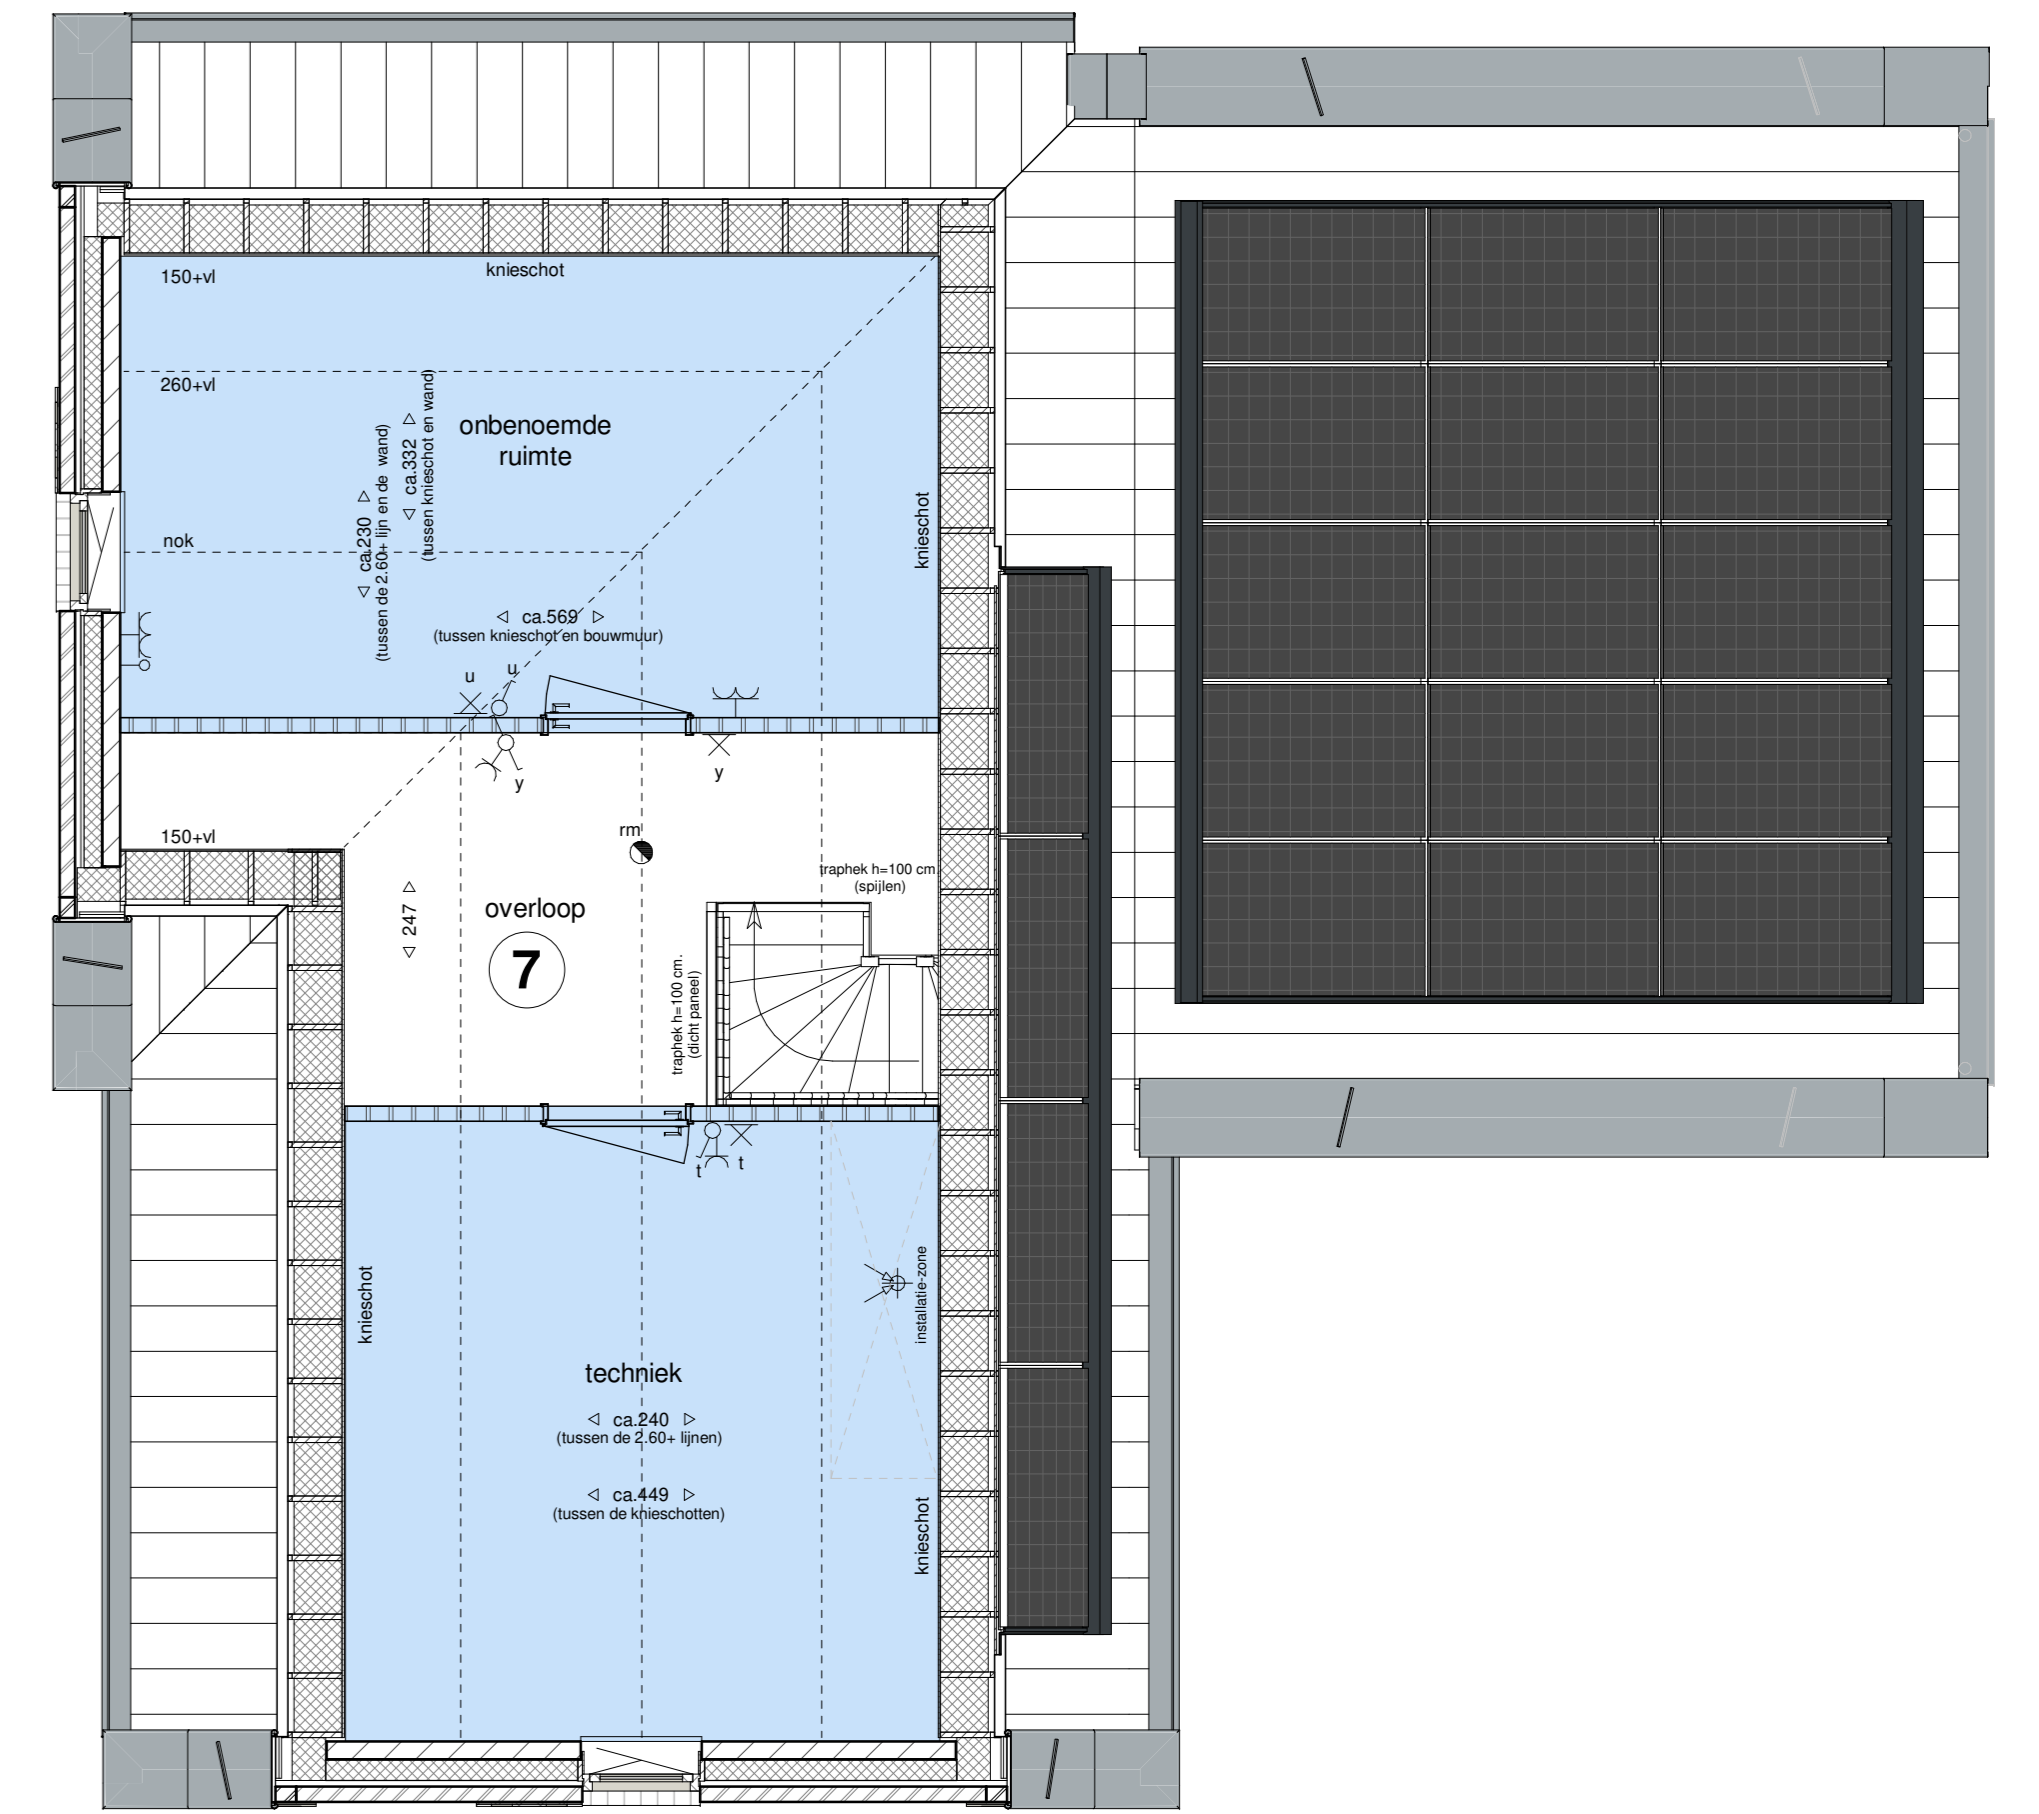 150+vl
knieschot
260+vl
onbenoemde
ruimte
ca.332
(tussen knieschot en wand)
ca.230
(tussen de 2.60+ lijn en de wand)
knieschot
nok
ca.569
(tussen knieschot en bouwmuur)
u
u
y
y
150+vl
rm
traphek h=100 cm.
(spijlen)
overloop
247
7
traphek h=100 cm.
(dicht paneel)
t
t
knieschot
installatie-zone
techniek
ca.240
(tussen de 2.60+ lijnen)
ca.449
(tussen de knieschotten)
knieschot